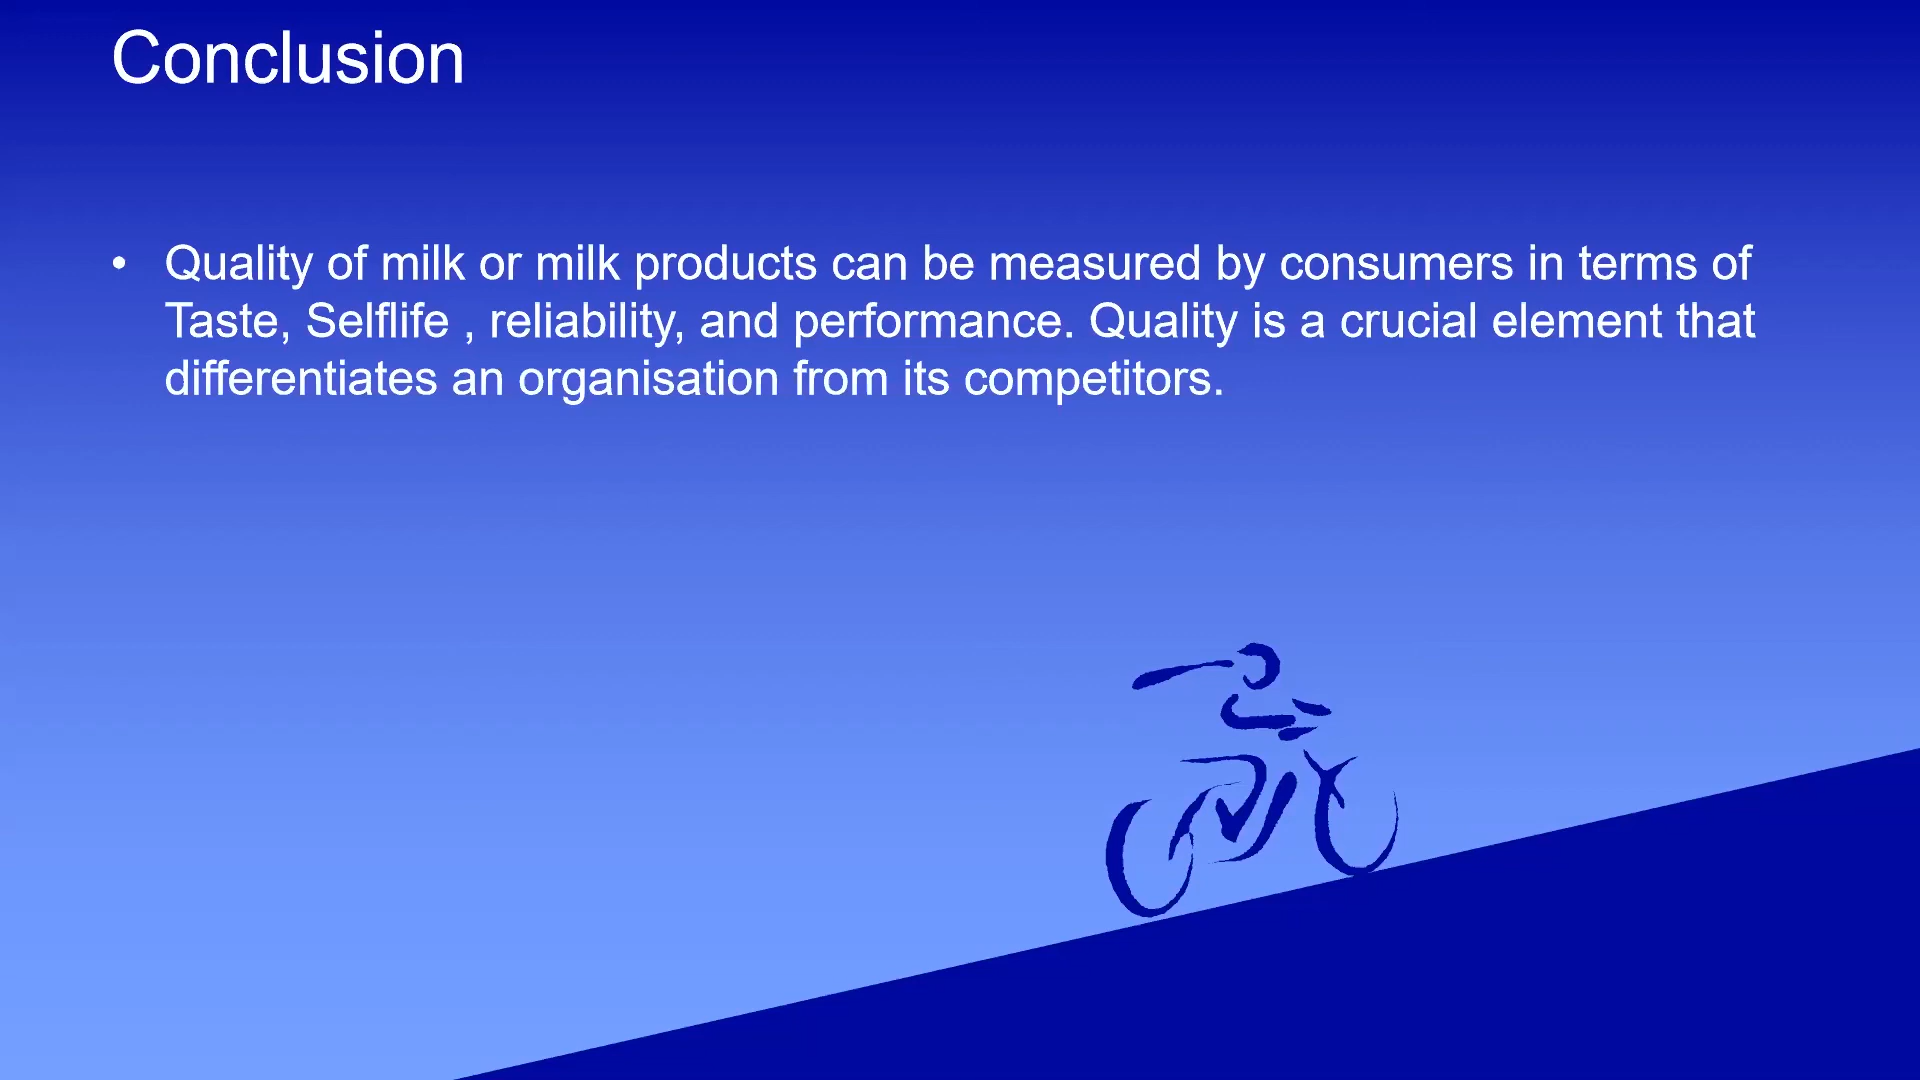 Conclusion
• Quality of milk or milk products can be measured by consumers in terms of
Taste, Selflife , reliability, and performance. Quality is a crucial element that
differentiates an organisation from its competitors.